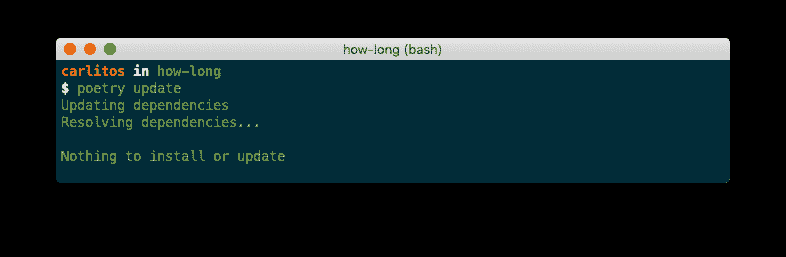 how-long (bash)
carlitos in how-long
$ poetry update
Updating dependencies
Resolving dependencies...
Nothing to install or update